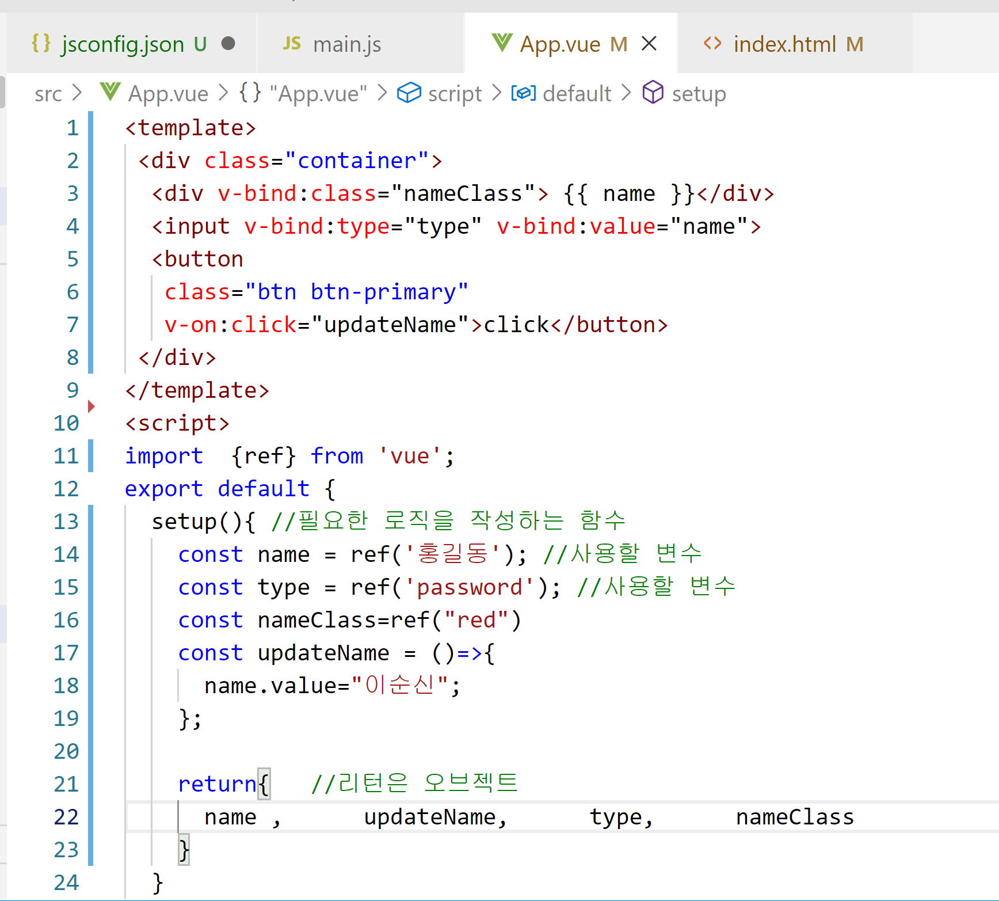 { } jsconfig.json U ● JS main.js App.vue M × <> index.html M
src > App.vue > {} "App.vue" > script > default > setup
1 <template>
2 <div class="container">
3 <div v-bind:class="nameClass"> {{ name }}</div>
4 <input v-bind:type="type" v-bind:value="name">
5 <button
6 class="btn btn-primary"
7 v-on:click="updateName">click</button>
8 </div>
9 </template>
10 <script>
11 import  {ref} from 'vue';
12 export default {
13 setup(){ //필요한 로직을 작성하는 함수
14 const name = ref('홍길동'); //사용할 변수
15 const type = ref('password'); //사용할 변수
16 const nameClass=ref("red")
17 const updateName = ()=>{
18 name.value="이순신";
19 };
20
21 return{   //리턴은 오브젝트
22 name ,      updateName,      type,      nameClass
23 }
24 }